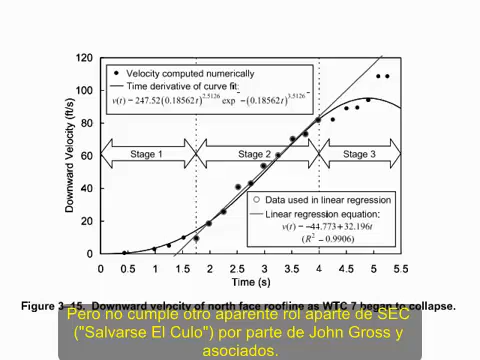 120
100
80
60
40
20
0
Downward Velocity (ft/s)
Velocity computed numerically
Time derivative of curve fit:
v(t) = 247.52(0.18562t)^2.5126 exp[−(0.18562t)^3.5126]
Stage 1
Stage 2
Stage 3
Data used in linear regression
Linear regression equation:
v(t) = −44.773+32.196t
(R² = 0.9906)
0 0.5 1 1.5 2 2.5 3 3.5 4 4.5 5 5.5
Time (s)
Figure 3–15. Downward velocity of north face roofline as WTC 7 began to collapse.
Pero no cumple otro aparente rol aparte de SEC
("Salvarse El Culo") por parte de John Gross y
asociados.